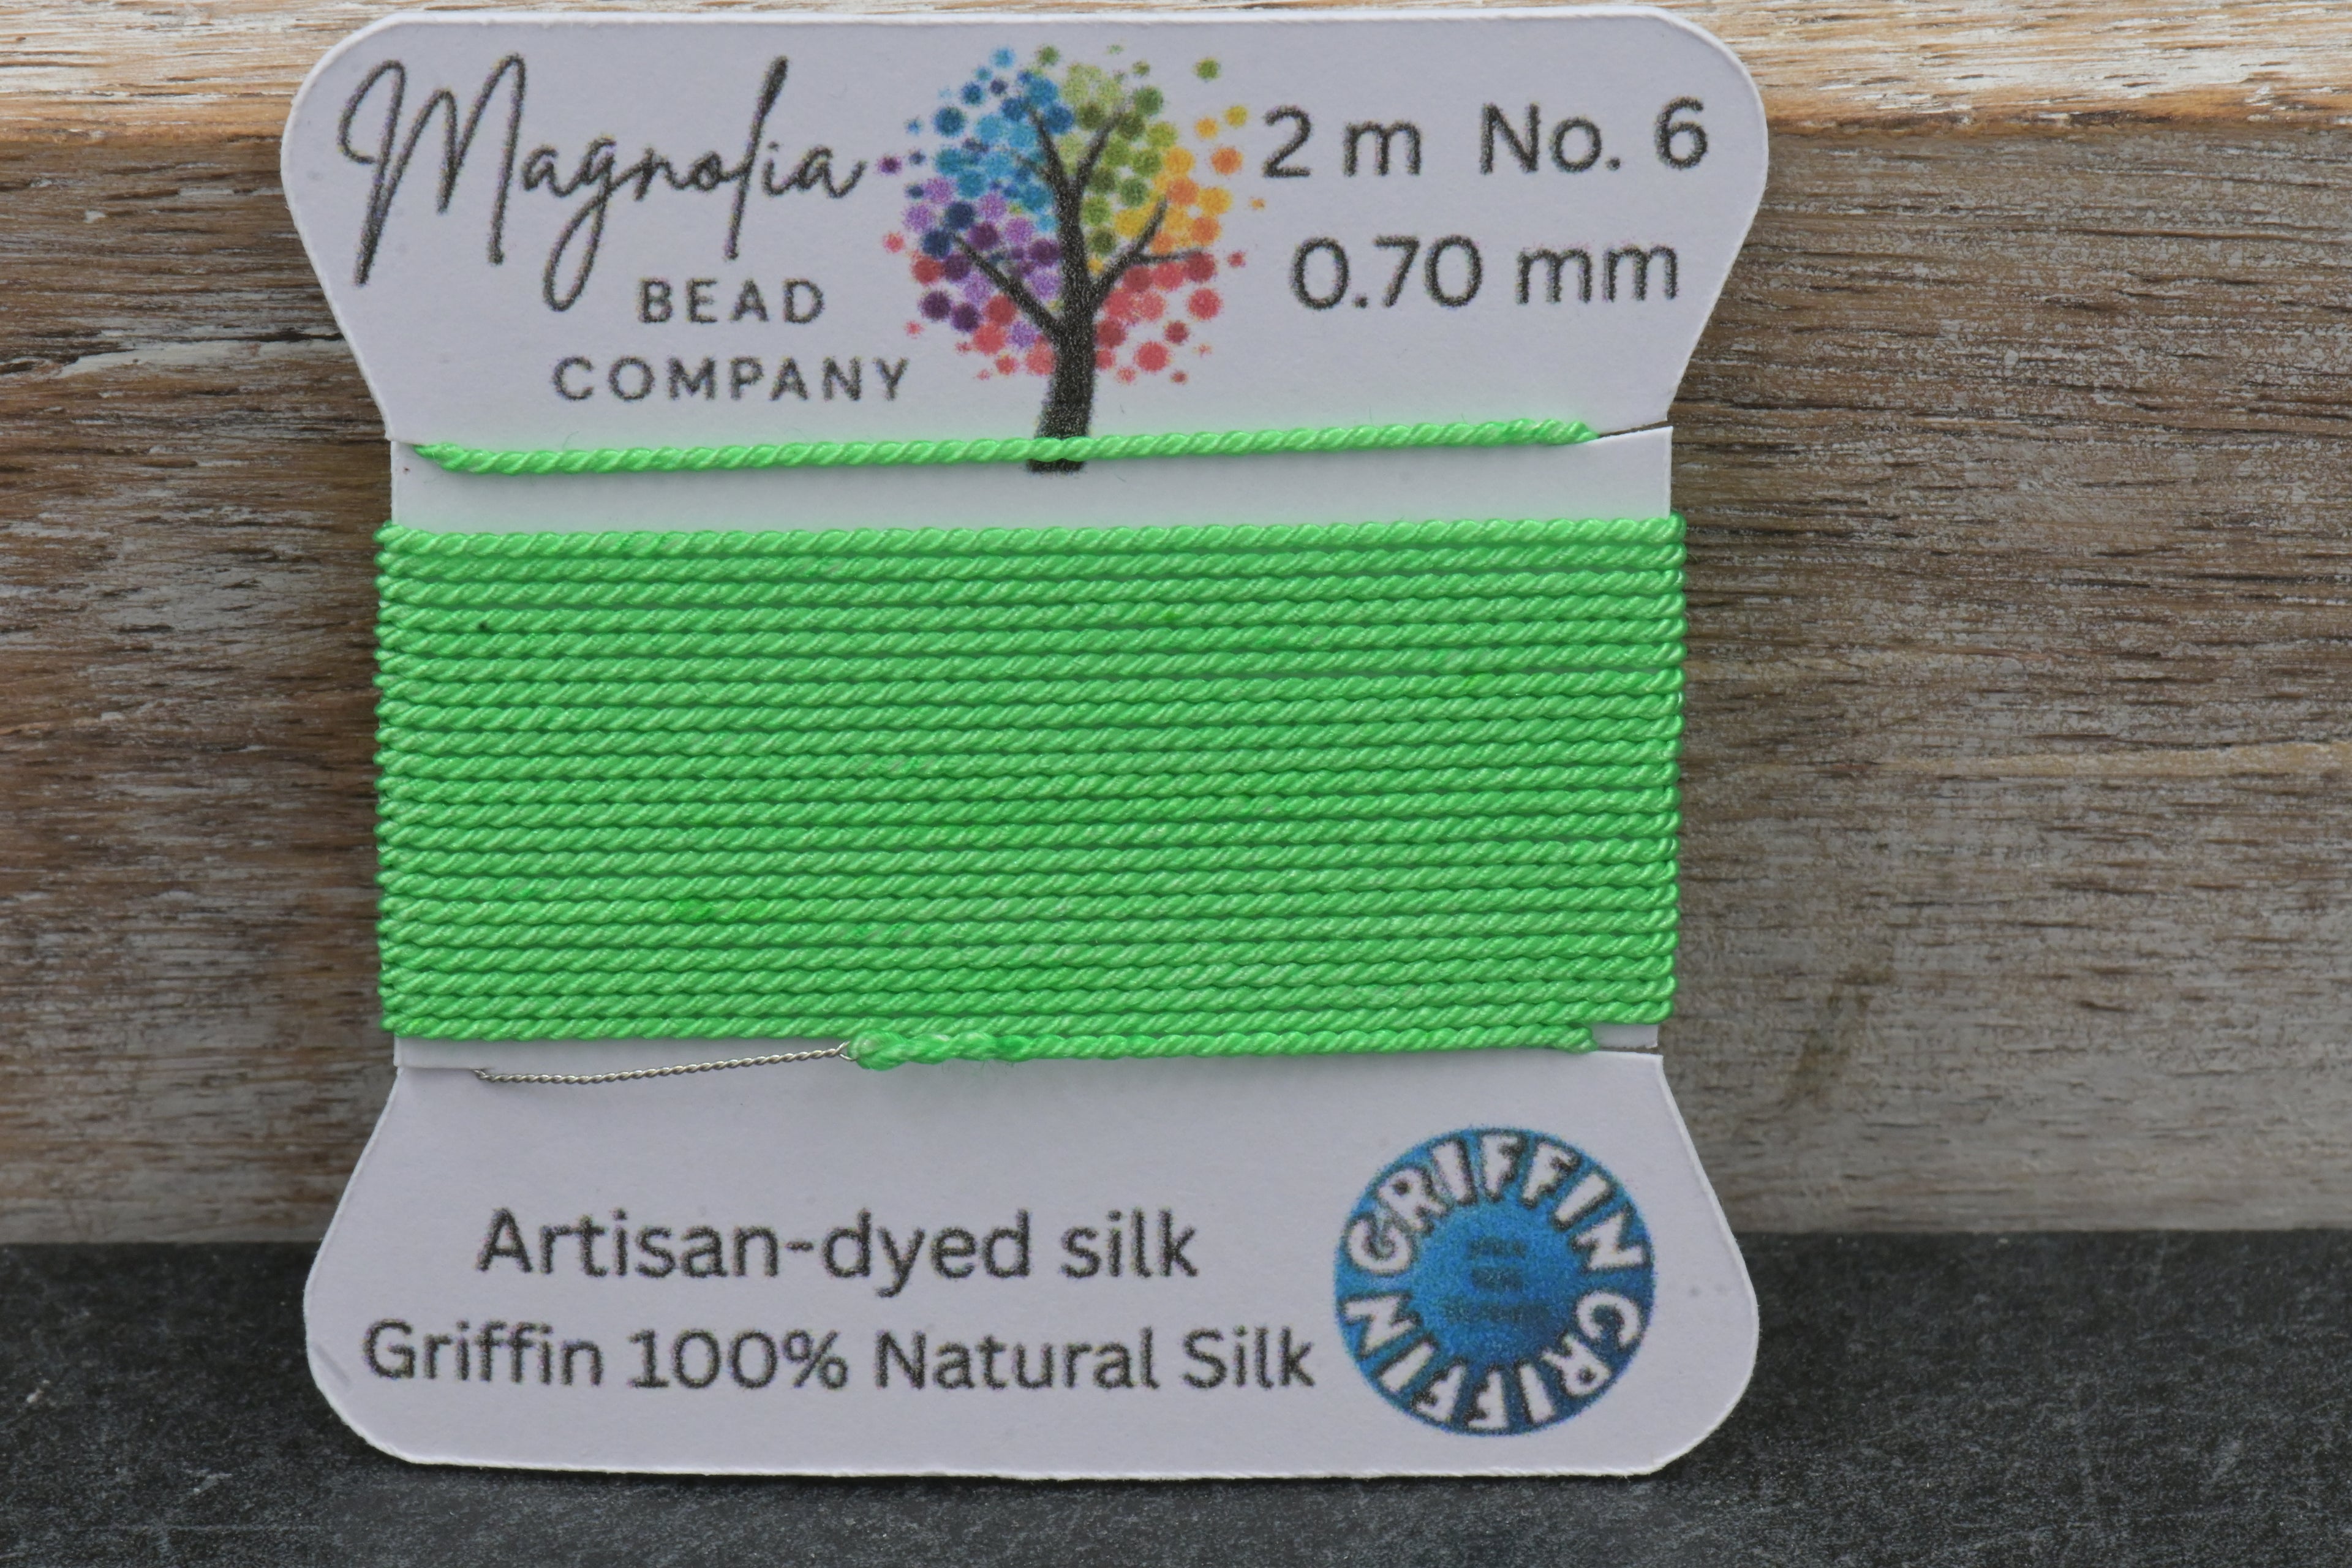 Magnolia
BEAD
COMPANY
2 m No. 6
0.70 mm
Artisan-dyed silk
Griffin 100% Natural Silk
GRIFFIN GRIFFIN